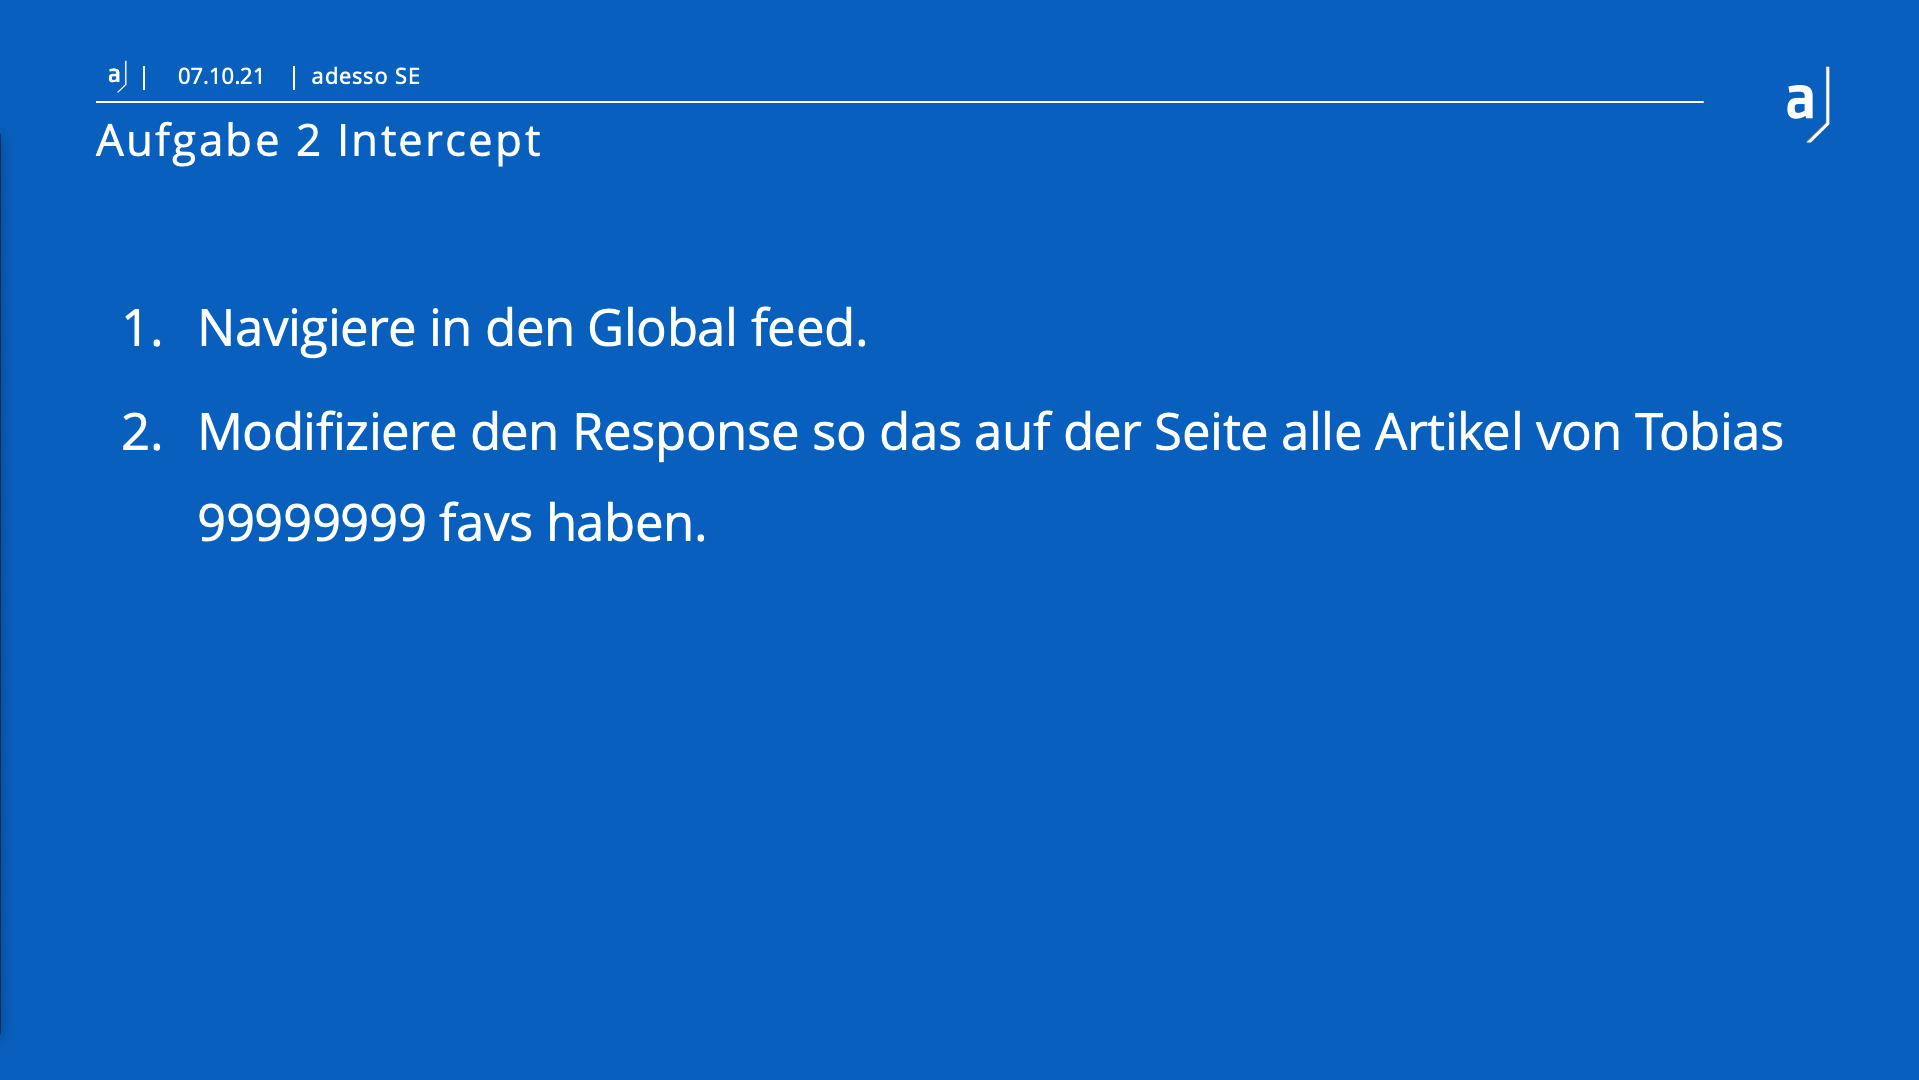 a | 07.10.21 | adesso SE
a
Aufgabe 2 Intercept
1. Navigiere in den Global feed.
2. Modifiziere den Response so das auf der Seite alle Artikel von Tobias
99999999 favs haben.